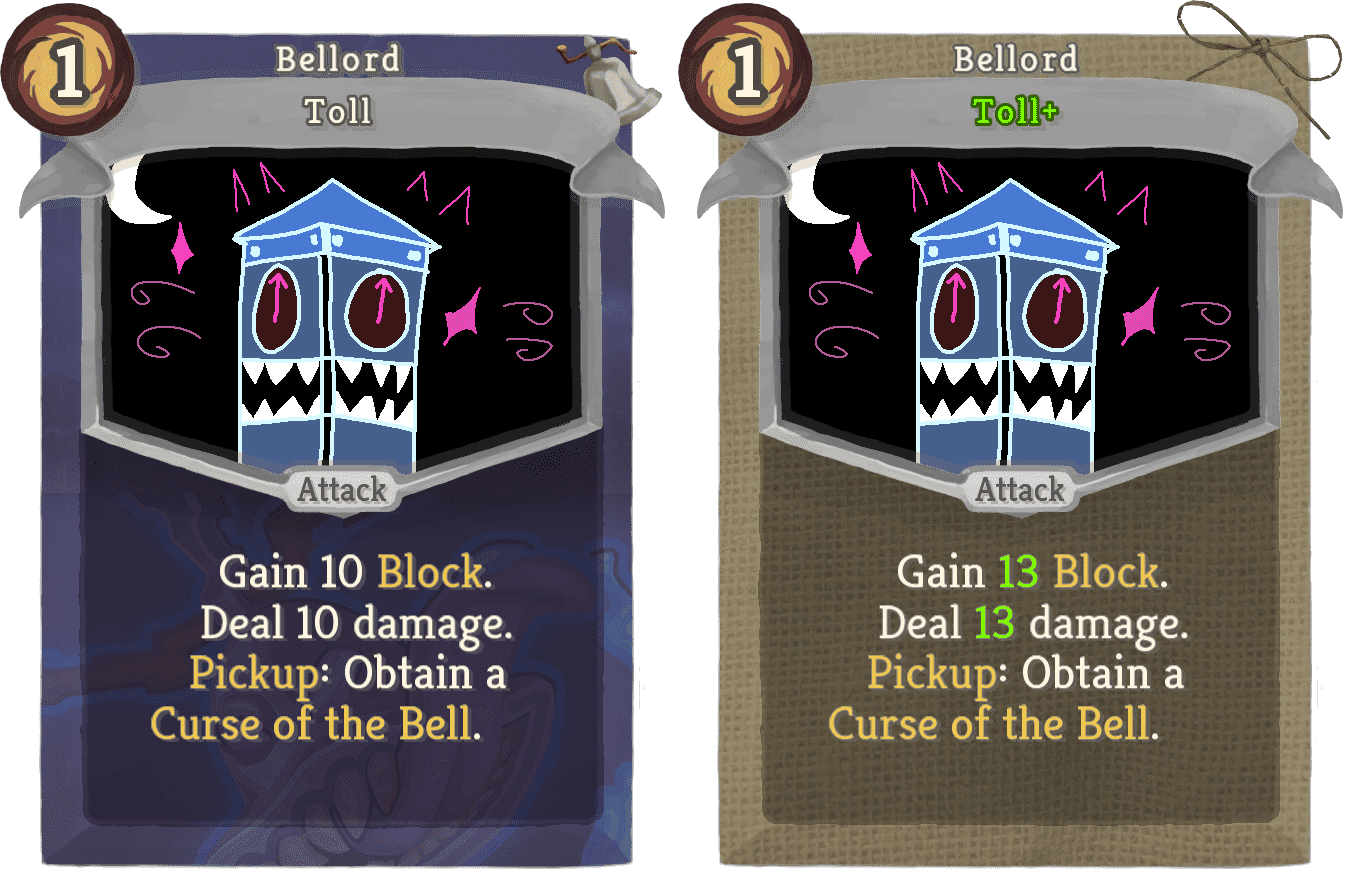 1
Bellord
Toll
Attack
Gain 10 Block.
Deal 10 damage.
Pickup: Obtain a
Curse of the Bell.
1
Bellord
Toll+
Attack
Gain 13 Block.
Deal 13 damage.
Pickup: Obtain a
Curse of the Bell.